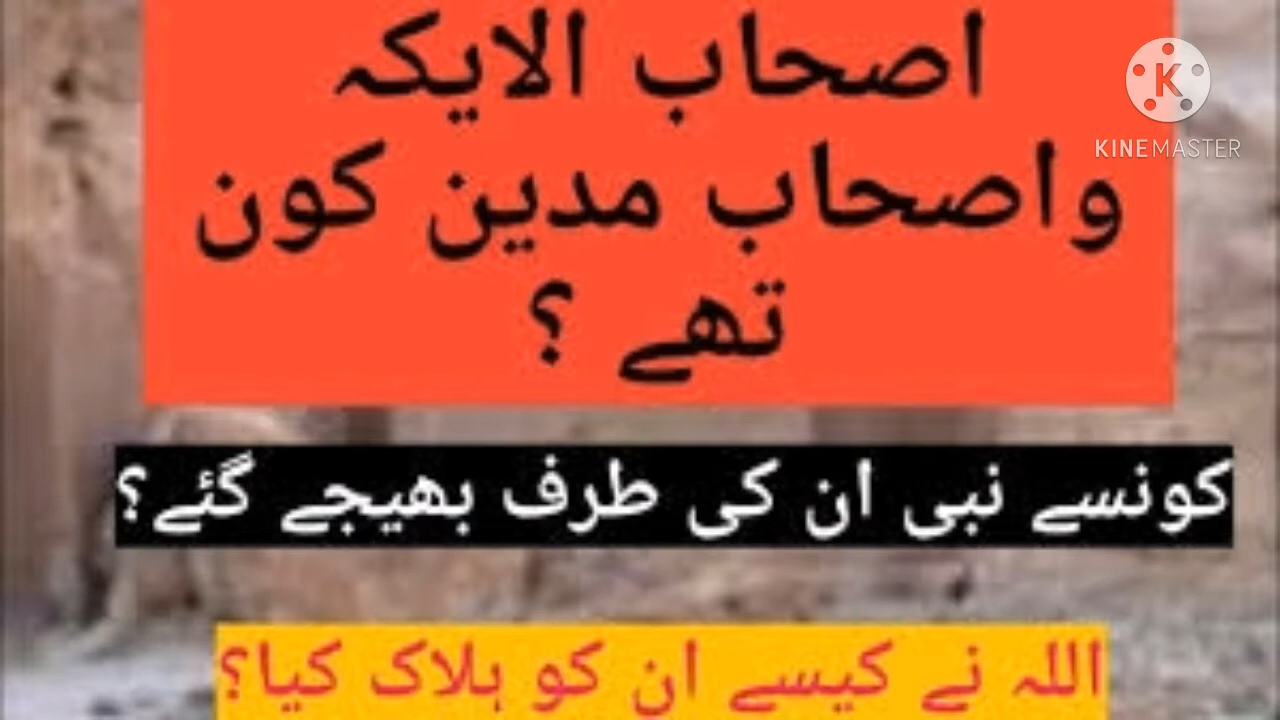 اصحاب الایکہ
واصحاب مدین کون
تھے ؟
KINEMASTER
کونسے نبی ان کی طرف بھیجے گئے؟
اللہ نے کیسے ان کو ہلاک کیا؟